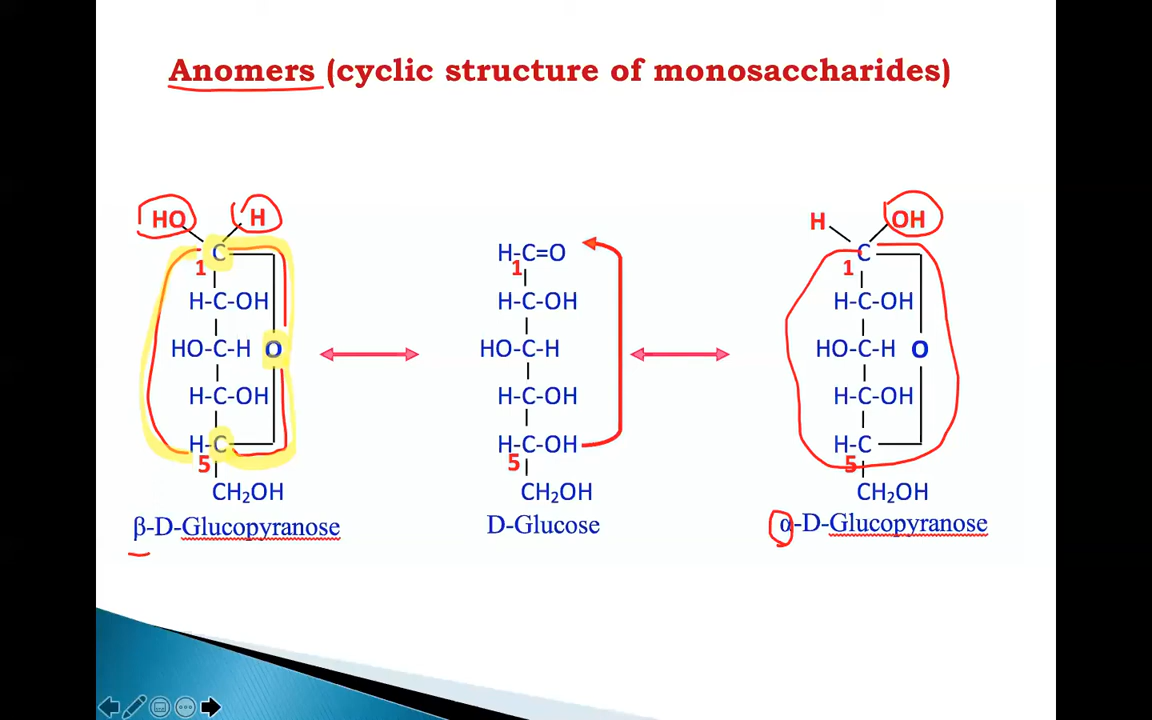 Anomers (cyclic structure of monosaccharides)
HO H
C
1
H-C-OH
HO-C-H O
H-C-OH
H-C
5
CH₂OH
β-D-Glucopyranose
H-C=O
1
H-C-OH
HO-C-H
H-C-OH
H-C-OH
5
CH₂OH
D-Glucose
H OH
C
1
H-C-OH
HO-C-H O
H-C-OH
H-C
5
CH₂OH
α-D-Glucopyranose